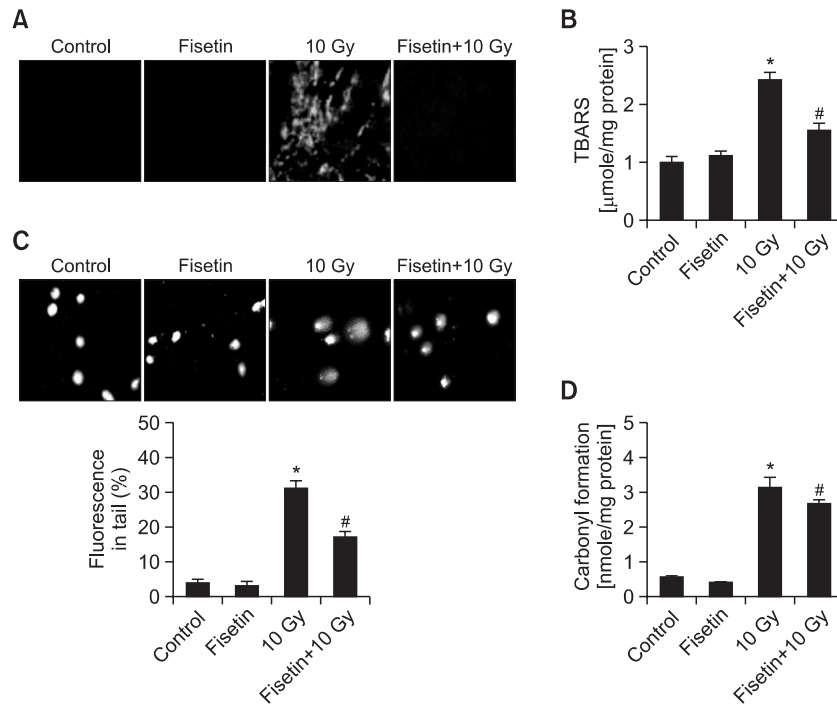 A
Control Fisetin 10 Gy Fisetin+10 Gy
B
TBARS
[μmole/mg protein]
3
2
1
0
*
#
Control Fisetin 10 Gy Fisetin+10 Gy
C
Control Fisetin 10 Gy Fisetin+10 Gy
Fluorescence
in tail (%)
50
40
30
20
10
0
*
#
Control Fisetin 10 Gy Fisetin+10 Gy
D
Carbonyl formation
[nmole/mg protein]
5
4
3
2
1
0
*
#
Control Fisetin 10 Gy Fisetin+10 Gy